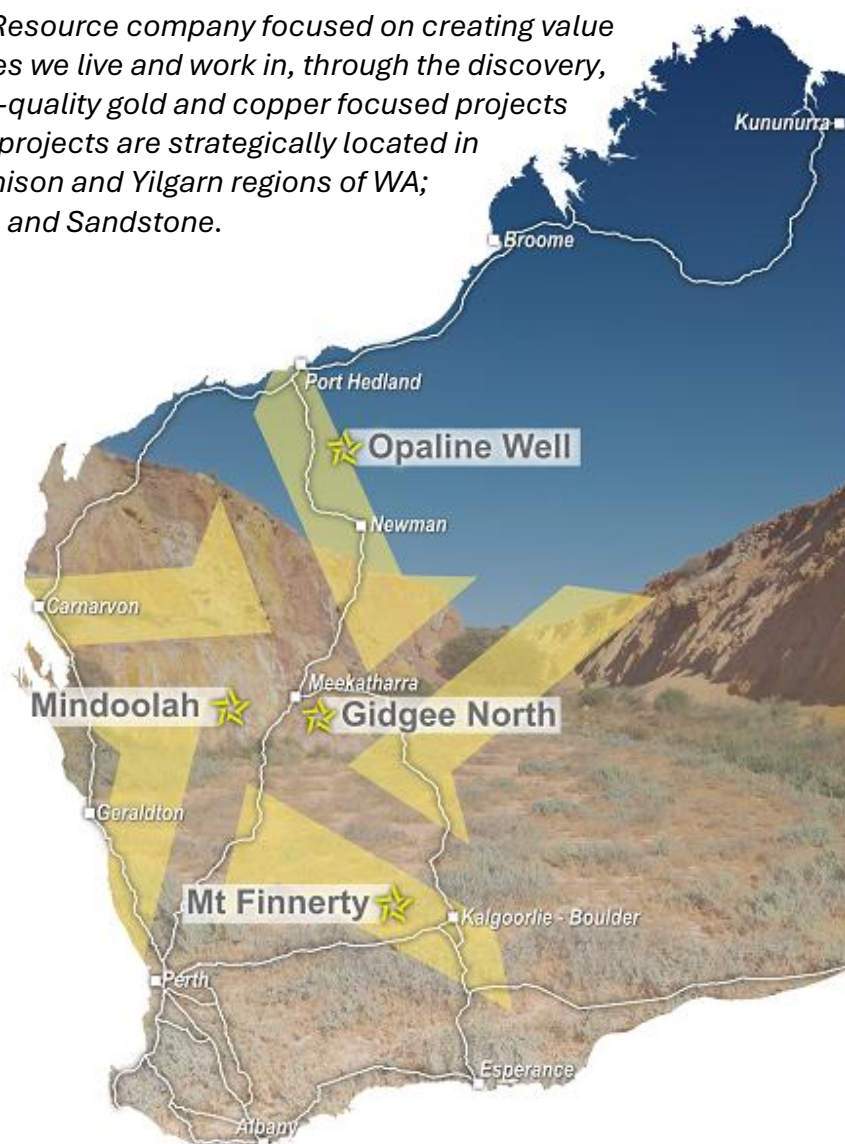 Resource company focused on creating value
es we live and work in, through the discovery,
-quality gold and copper focused projects
projects are strategically located in
hison and Yilgarn regions of WA;
and Sandstone.
Kununurra
Broome
Port Hedland
Opaline Well
Newman
Carnarvon
Meekatharra
Mindoolah
Gidgee North
Geraldton
Mt Finnerty
Kalgoorlie - Boulder
Perth
Esperance
Albany